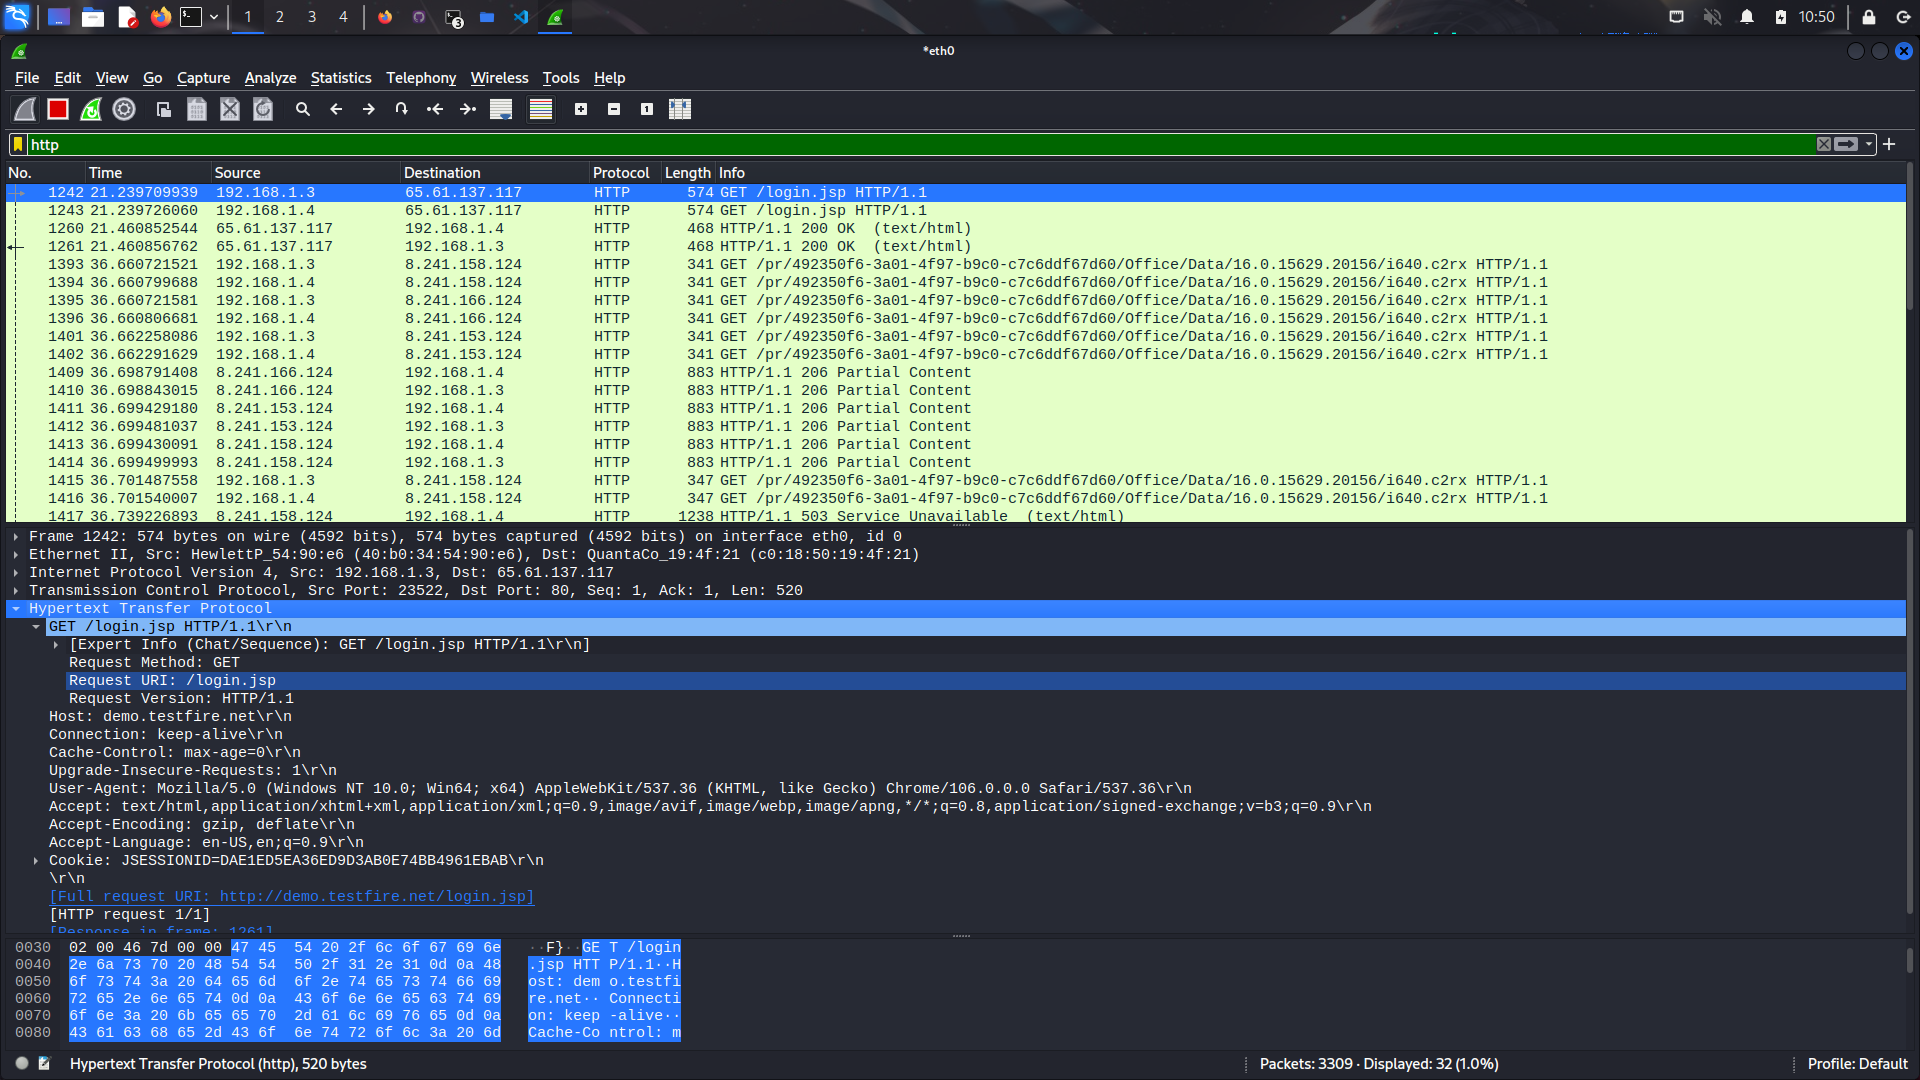 1 2 3 4 3 10:50
*eth0
File Edit View Go Capture Analyze Statistics Telephony Wireless Tools Help
http
No. Time Source Destination Protocol Length Info
1242 21.239709939 192.168.1.3 65.61.137.117 HTTP 574 GET /login.jsp HTTP/1.1
1243 21.239726060 192.168.1.4 65.61.137.117 HTTP 574 GET /login.jsp HTTP/1.1
1260 21.460852544 65.61.137.117 192.168.1.4 HTTP 468 HTTP/1.1 200 OK (text/html)
1261 21.460856762 65.61.137.117 192.168.1.3 HTTP 468 HTTP/1.1 200 OK (text/html)
1393 36.660721521 192.168.1.3 8.241.158.124 HTTP 341 GET /pr/492350f6-3a01-4f97-b9c0-c7c6ddf67d60/Office/Data/16.0.15629.20156/i640.c2rx HTTP/1.1
1394 36.660799688 192.168.1.4 8.241.158.124 HTTP 341 GET /pr/492350f6-3a01-4f97-b9c0-c7c6ddf67d60/Office/Data/16.0.15629.20156/i640.c2rx HTTP/1.1
1395 36.660721581 192.168.1.3 8.241.166.124 HTTP 341 GET /pr/492350f6-3a01-4f97-b9c0-c7c6ddf67d60/Office/Data/16.0.15629.20156/i640.c2rx HTTP/1.1
1396 36.660806681 192.168.1.4 8.241.166.124 HTTP 341 GET /pr/492350f6-3a01-4f97-b9c0-c7c6ddf67d60/Office/Data/16.0.15629.20156/i640.c2rx HTTP/1.1
1401 36.662258086 192.168.1.3 8.241.153.124 HTTP 341 GET /pr/492350f6-3a01-4f97-b9c0-c7c6ddf67d60/Office/Data/16.0.15629.20156/i640.c2rx HTTP/1.1
1402 36.662291629 192.168.1.4 8.241.153.124 HTTP 341 GET /pr/492350f6-3a01-4f97-b9c0-c7c6ddf67d60/Office/Data/16.0.15629.20156/i640.c2rx HTTP/1.1
1409 36.698791408 8.241.166.124 192.168.1.4 HTTP 883 HTTP/1.1 206 Partial Content
1410 36.698843015 8.241.166.124 192.168.1.3 HTTP 883 HTTP/1.1 206 Partial Content
1411 36.699429180 8.241.153.124 192.168.1.4 HTTP 883 HTTP/1.1 206 Partial Content
1412 36.699481037 8.241.153.124 192.168.1.3 HTTP 883 HTTP/1.1 206 Partial Content
1413 36.699430091 8.241.158.124 192.168.1.4 HTTP 883 HTTP/1.1 206 Partial Content
1414 36.699499993 8.241.158.124 192.168.1.3 HTTP 883 HTTP/1.1 206 Partial Content
1415 36.701487558 192.168.1.3 8.241.158.124 HTTP 347 GET /pr/492350f6-3a01-4f97-b9c0-c7c6ddf67d60/Office/Data/16.0.15629.20156/i640.c2rx HTTP/1.1
1416 36.701540007 192.168.1.4 8.241.158.124 HTTP 347 GET /pr/492350f6-3a01-4f97-b9c0-c7c6ddf67d60/Office/Data/16.0.15629.20156/i640.c2rx HTTP/1.1
1417 36.739226893 8.241.158.124 192.168.1.4 HTTP 1238 HTTP/1.1 503 Service Unavailable (text/html)
Frame 1242: 574 bytes on wire (4592 bits), 574 bytes captured (4592 bits) on interface eth0, id 0
Ethernet II, Src: HewlettP_54:90:e6 (40:b0:34:54:90:e6), Dst: QuantaCo_19:4f:21 (c0:18:50:19:4f:21)
Internet Protocol Version 4, Src: 192.168.1.3, Dst: 65.61.137.117
Transmission Control Protocol, Src Port: 23522, Dst Port: 80, Seq: 1, Ack: 1, Len: 520
Hypertext Transfer Protocol
GET /login.jsp HTTP/1.1\r\n
[Expert Info (Chat/Sequence): GET /login.jsp HTTP/1.1\r\n]
Request Method: GET
Request URI: /login.jsp
Request Version: HTTP/1.1
Host: demo.testfire.net\r\n
Connection: keep-alive\r\n
Cache-Control: max-age=0\r\n
Upgrade-Insecure-Requests: 1\r\n
User-Agent: Mozilla/5.0 (Windows NT 10.0; Win64; x64) AppleWebKit/537.36 (KHTML, like Gecko) Chrome/106.0.0.0 Safari/537.36\r\n
Accept: text/html,application/xhtml+xml,application/xml;q=0.9,image/avif,image/webp,image/apng,*/*;q=0.8,application/signed-exchange;v=b3;q=0.9\r\n
Accept-Encoding: gzip, deflate\r\n
Accept-Language: en-US,en;q=0.9\r\n
Cookie: JSESSIONID=DAE1ED5EA36ED9D3AB0E74BB4961EBAB\r\n
\r\n
[Full request URI: http://demo.testfire.net/login.jsp]
[HTTP request 1/1]
[Response in frame: 1261]
0030 02 00 46 7d 00 00 47 45 54 20 2f 6c 6f 67 69 6e ··F}··GE T /login
0040 2e 6a 73 70 20 48 54 54 50 2f 31 2e 31 0d 0a 48 .jsp HTT P/1.1··H
0050 6f 73 74 3a 20 64 65 6d 6f 2e 74 65 73 74 66 69 ost: dem o.testfi
0060 72 65 2e 6e 65 74 0d 0a 43 6f 6e 6e 65 63 74 69 re.net·· Connecti
0070 6f 6e 3a 20 6b 65 65 70 2d 61 6c 69 76 65 0d 0a on: keep -alive··
0080 43 61 63 68 65 2d 43 6f 6e 74 72 6f 6c 3a 20 6d Cache-Co ntrol: m
Hypertext Transfer Protocol (http), 520 bytes Packets: 3309 · Displayed: 32 (1.0%) Profile: Default